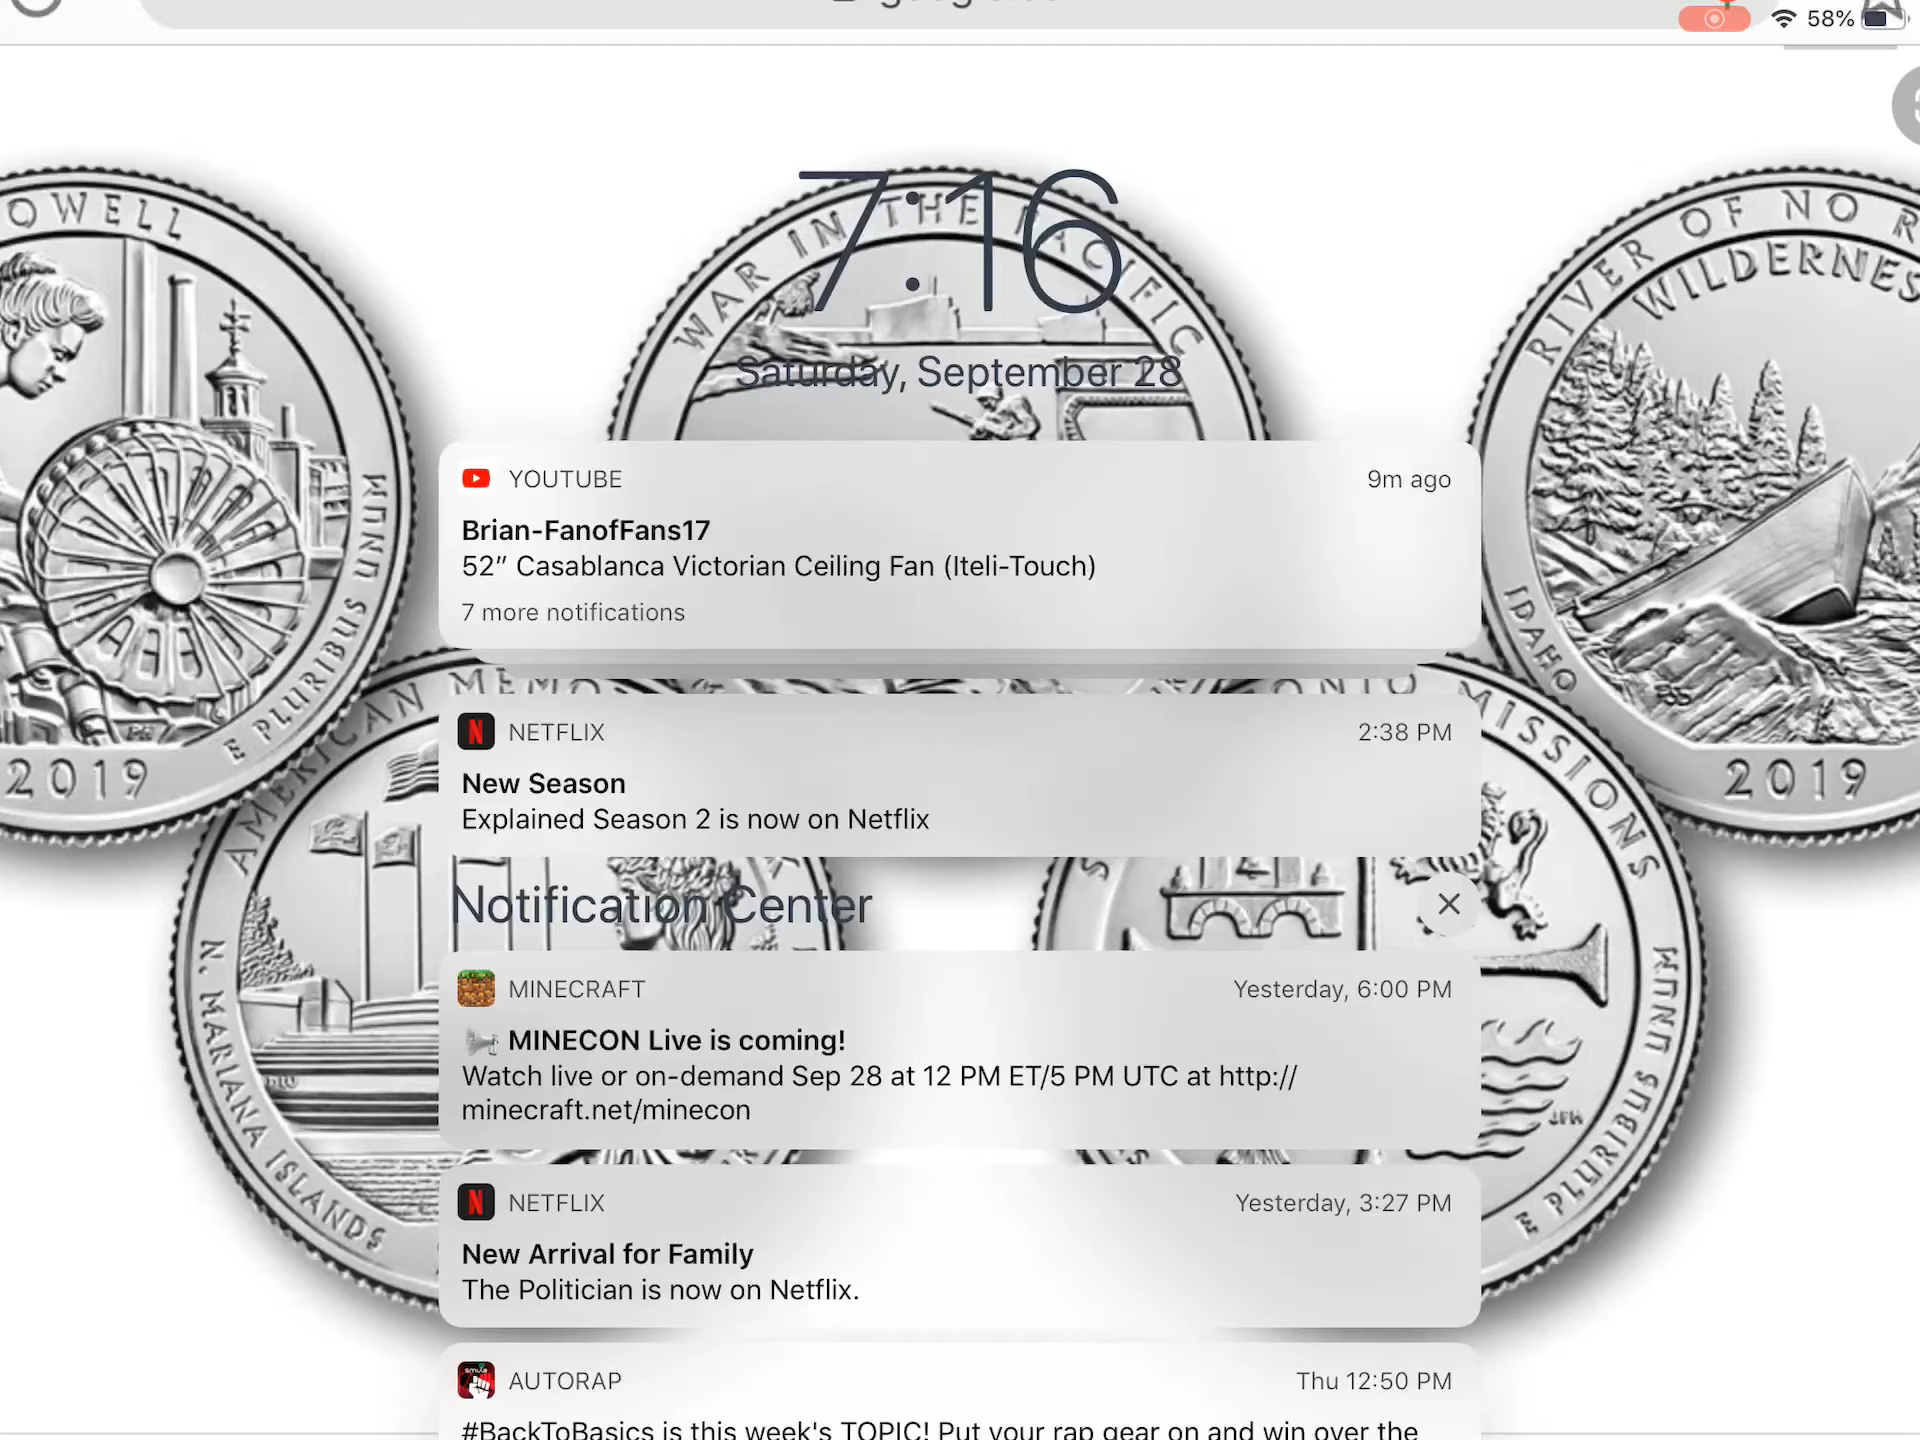 58%
7:16
Saturday, September 28
YOUTUBE 9m ago
Brian-FanofFans17
52” Casablanca Victorian Ceiling Fan (Iteli-Touch)
7 more notifications
NETFLIX 2:38 PM
New Season
Explained Season 2 is now on Netflix
Notification Center
MINECRAFT Yesterday, 6:00 PM
MINECON Live is coming!
Watch live or on-demand Sep 28 at 12 PM ET/5 PM UTC at http://
minecraft.net/minecon
NETFLIX Yesterday, 3:27 PM
New Arrival for Family
The Politician is now on Netflix.
AUTORAP Thu 12:50 PM
#BackToBasics is this week's TOPIC! Put your rap gear on and win over the
OWELL
E PLURIBUS UNUM
2019
WAR IN THE PACIFIC
RIVER OF NO R
WILDERNES
IDAHO
2019
AMERICAN MEMO
N. MARIANA ISLANDS
ONIO MISSIONS
E PLURIBUS UNUM
JFM